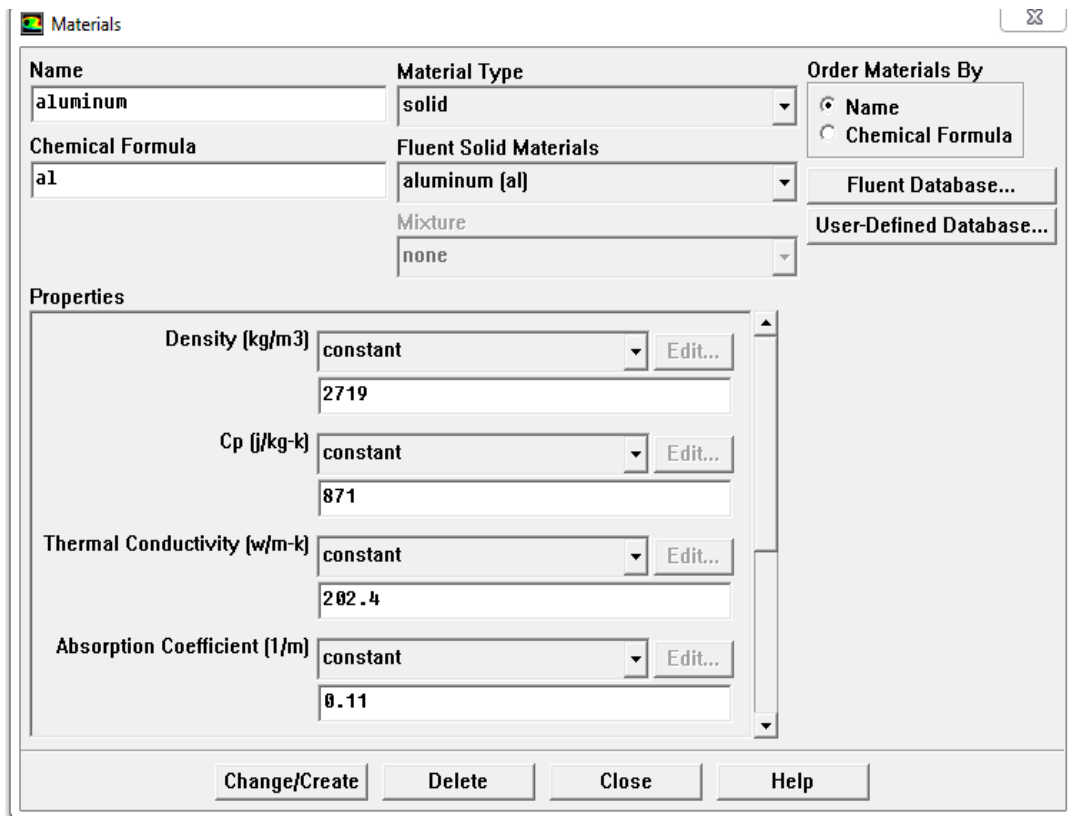 Materials
Name
aluminum
Chemical Formula
al
Material Type
solid
Fluent Solid Materials
aluminum (al)
Mixture
none
Order Materials By
Name
Chemical Formula
Fluent Database...
User-Defined Database...
Properties
Density (kg/m3)
constant
Edit...
2719
Cp (j/kg-k)
constant
Edit...
871
Thermal Conductivity (w/m-k)
constant
Edit...
202.4
Absorption Coefficient (1/m)
constant
Edit...
0.11
Change/Create
Delete
Close
Help